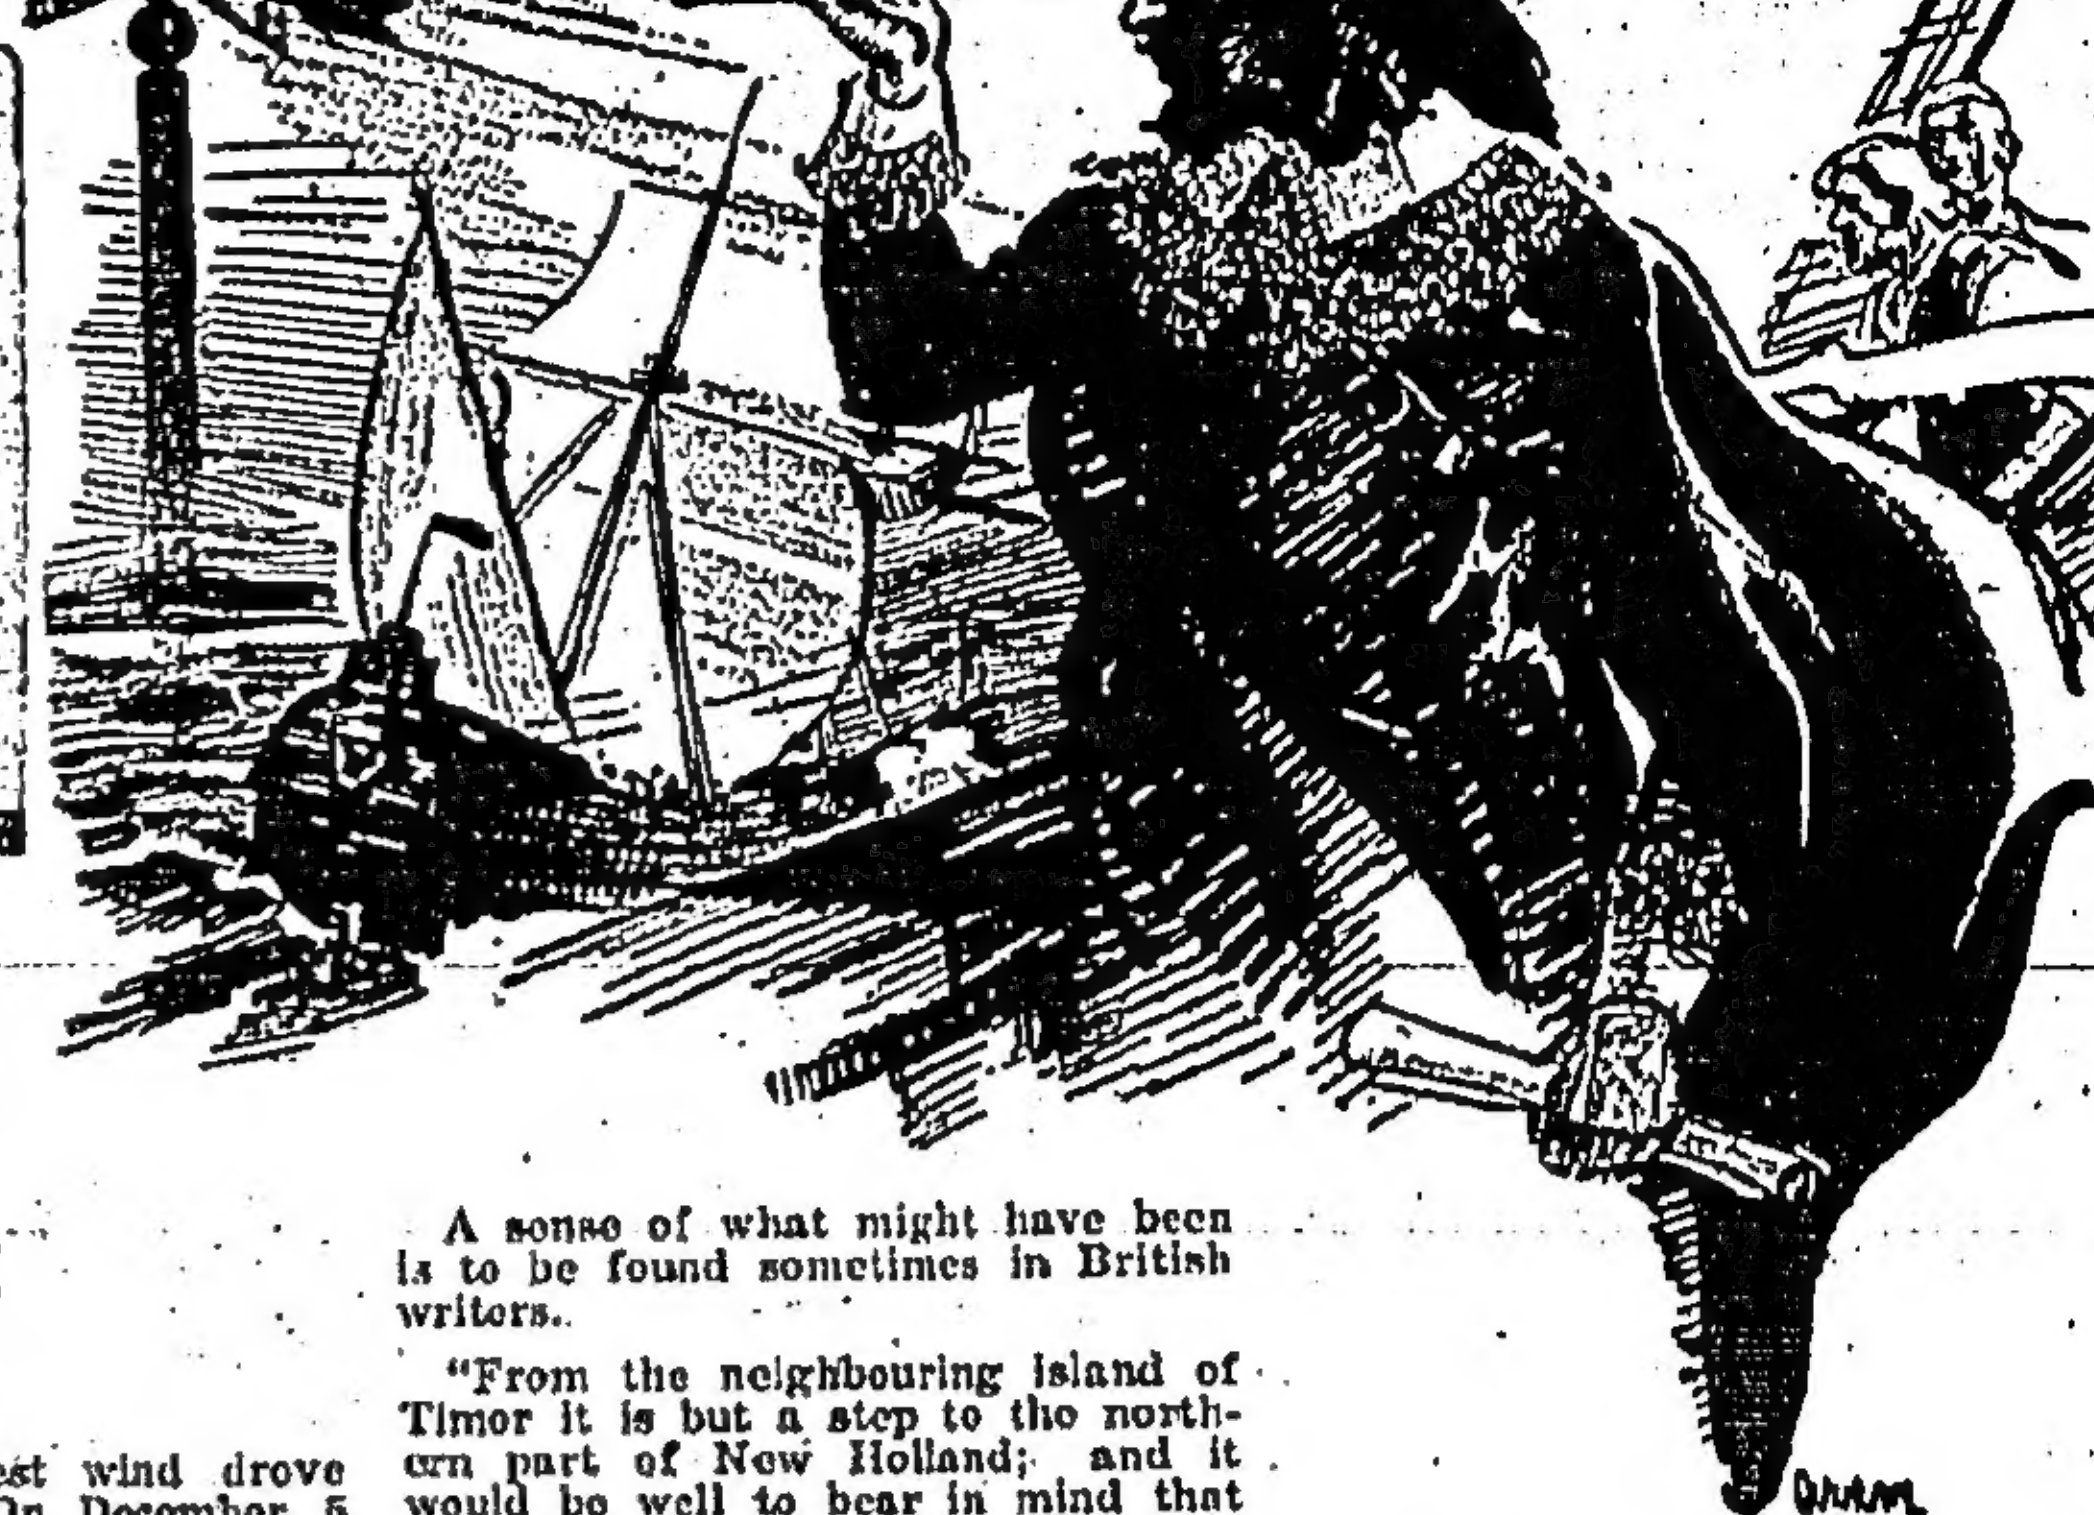 est wind drove
On December 5
A sense of what might have been
is to be found sometimes in British
writers.
"From the neighbouring island of
Timor it is but a step to the north-
ern part of New Holland; and it
would be well to bear in mind that